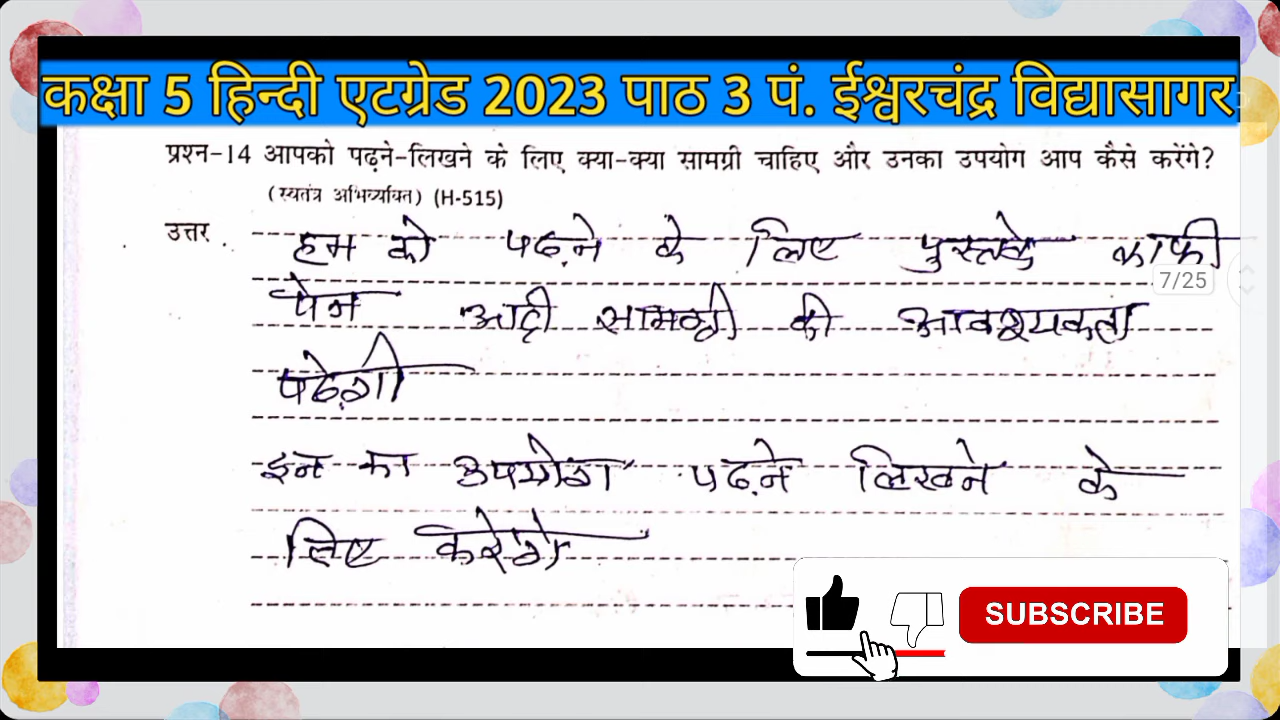 कक्षा 5 हिन्दी एटग्रेड 2023 पाठ 3 पं. ईश्वरचंद्र विद्यासागर
प्रश्न-14 आपको पढ़ने-लिखने के लिए क्या-क्या सामग्री चाहिए और उनका उपयोग आप कैसे करेंगे?
(स्वतंत्र अभिव्यक्ति) (H-515)
उत्तर हम को पढ़ने के लिए पुस्तके काफी
7/25
पेन आदी सामग्री की आवश्यकता
पढे़गी
इन का उपयोग पढ़ने लिखने के
लिए करेगे
SUBSCRIBE